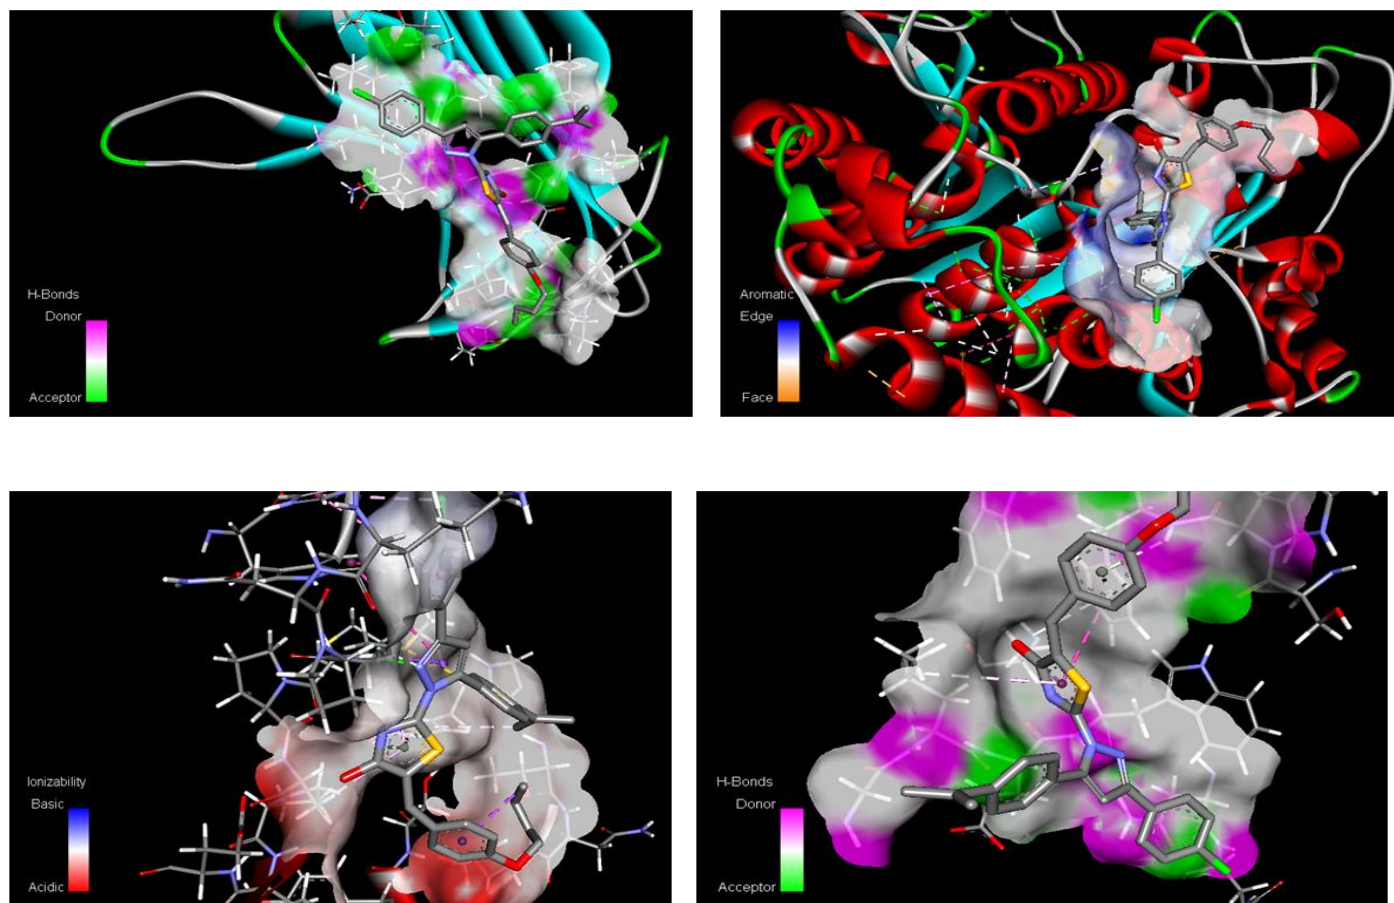 H-Bonds
Donor
Acceptor
Aromatic
Edge
Face
Ionizability
Basic
Acidic
H-Bonds
Donor
Acceptor